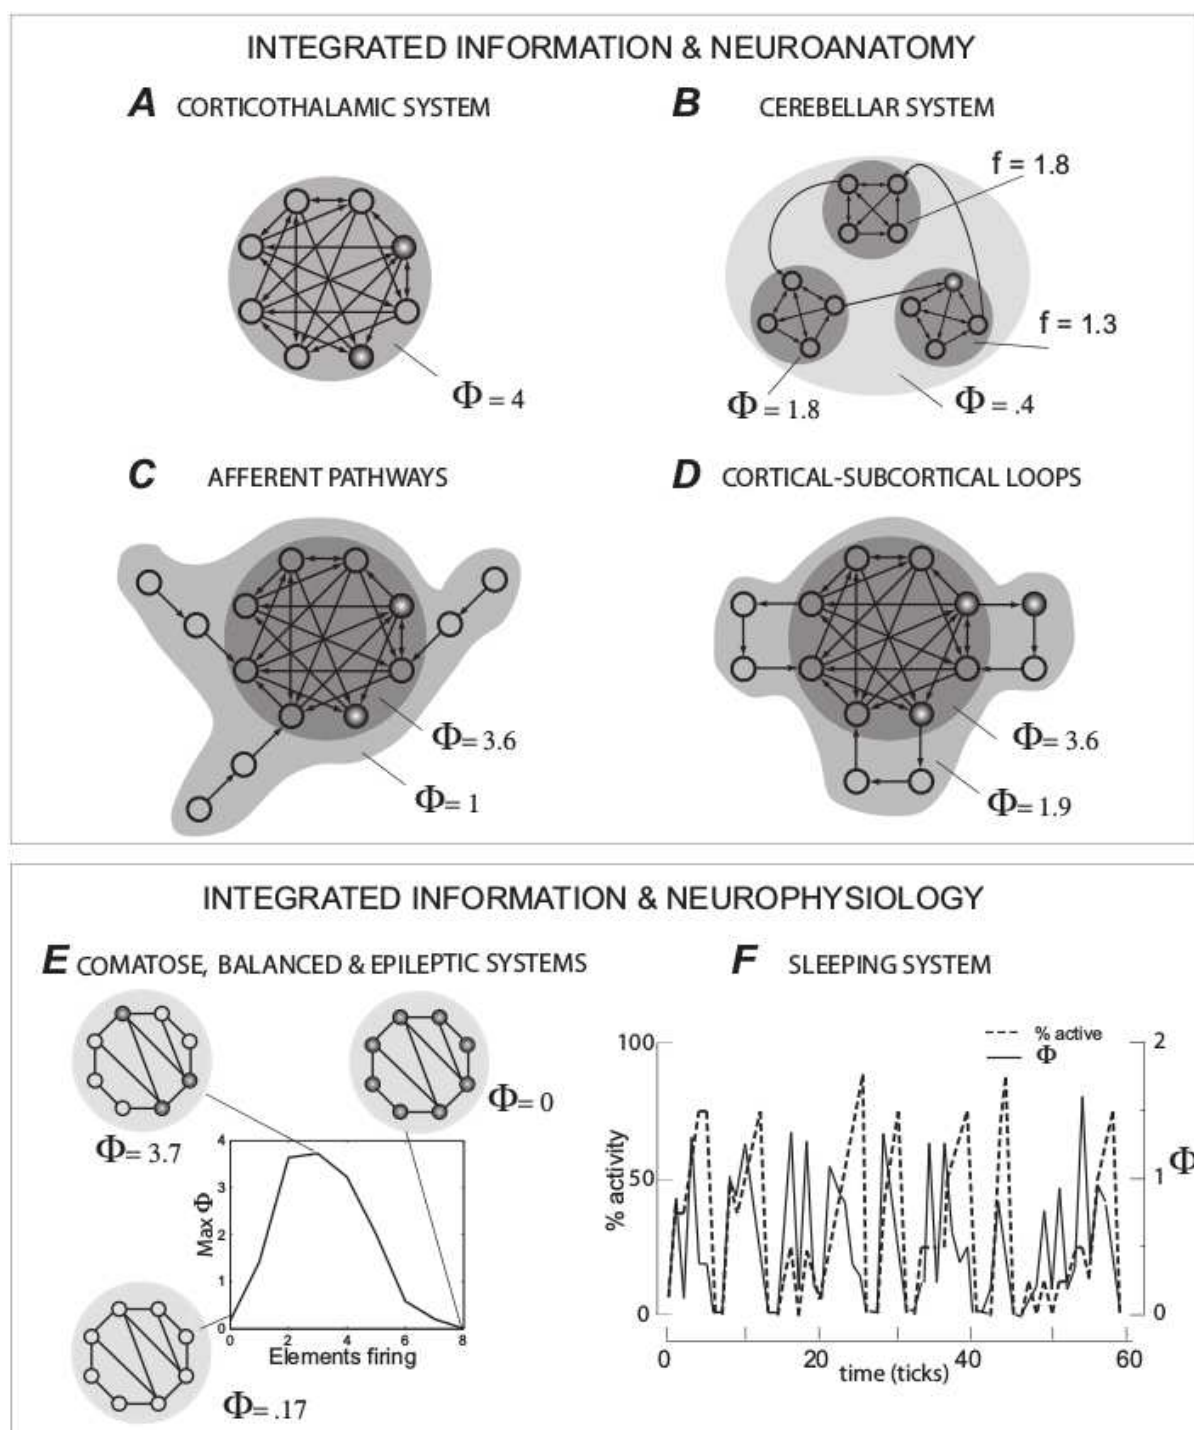 INTEGRATED INFORMATION & NEUROANATOMY
A CORTICOTHALAMIC SYSTEM
Φ = 4
B CEREBELLAR SYSTEM
f = 1.8
f = 1.3
Φ = 1.8
Φ = .4
C AFFERENT PATHWAYS
Φ= 3.6
Φ= 1
D CORTICAL-SUBCORTICAL LOOPS
Φ= 3.6
Φ= 1.9
INTEGRATED INFORMATION & NEUROPHYSIOLOGY
E COMATOSE, BALANCED & EPILEPTIC SYSTEMS
Φ= 3.7
Φ= 0
Max Φ
4
3
2
1
0
0 2 4 6 8
Elements firing
Φ= .17
F SLEEPING SYSTEM
% active
Φ
% activity
100
50
0
2
1
0
Φ
0 20 40 60
time (ticks)